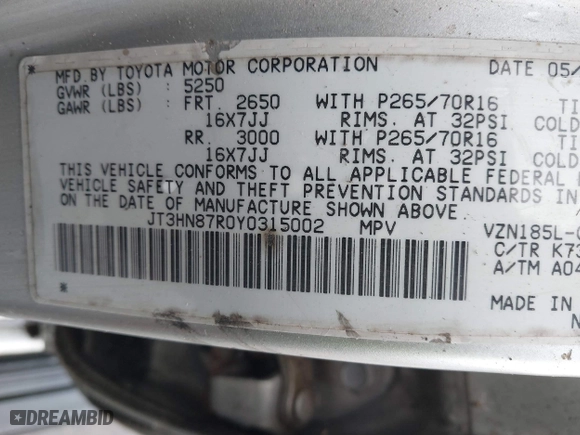 MFD BY TOYOTA MOTOR CORPORATION DATE 05/
GVWR (LBS) : 5250
GAWR (LBS) : FRT. 2650 WITH P265/70R16 TI
16X7JJ RIMS. AT 32PSI COLD
RR. 3000 WITH P265/70R16 TI
16X7JJ RIMS. AT 32PSI COLD
THIS VEHICLE CONFORMS TO ALL APPLICABLE FEDERAL
VEHICLE SAFETY AND THEFT PREVENTION STANDARDS IN
ON THE DATE OF MANUFACTURE SHOWN ABOVE.
JT3HN87R0Y0315002 MPV VZN185L-
C/TR K73
A/TM A04
MADE IN
N
DREAMBID